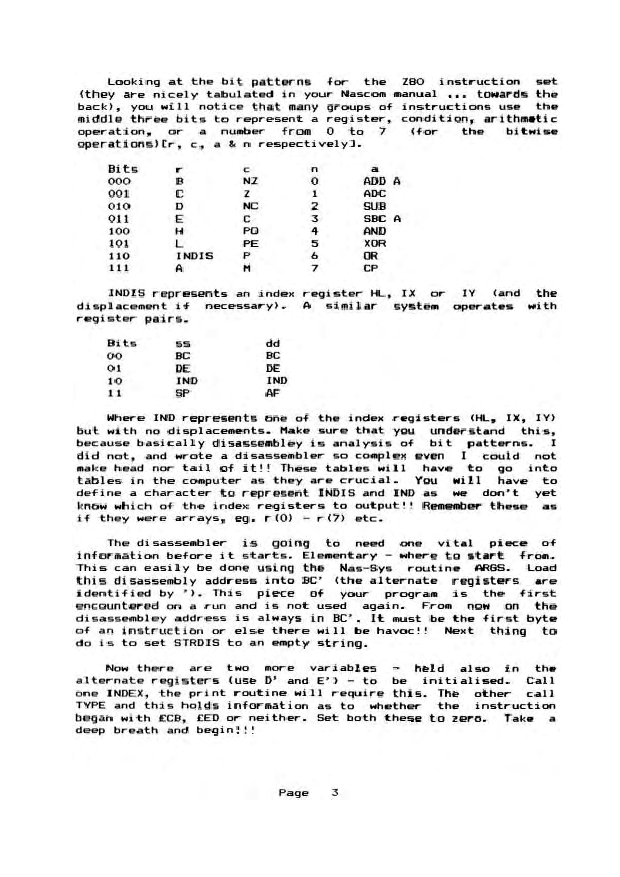 Looking at the bit patterns for the Z80 instruction set
(they are nicely tabulated in your Nascom manual ... towards the
back), you will notice that many groups of instructions use the
middle three bits to represent a register, condition, arithmetic
operation, or a number from 0 to 7 (for the bitwise
operations)[r, c, a & n respectively].
Bits r c n a
000 B NZ 0 ADD A
001 C Z 1 ADC
010 D NC 2 SUB
011 E C 3 SBC A
100 H PO 4 AND
101 L PE 5 XOR
110 INDIS P 6 OR
111 A M 7 CP
INDIS represents an index register HL, IX or IY (and the
displacement if necessary). A similar system operates with
register pairs.
Bits ss dd
00 BC BC
01 DE DE
10 IND IND
11 SP AF
Where IND represents one of the index registers (HL, IX, IY)
but with no displacements. Make sure that you understand this,
because basically disassembley is analysis of bit patterns. I
did not, and wrote a disassembler so complex even I could not
make head nor tail of it!! These tables will have to go into
tables in the computer as they are crucial. You will have to
define a character to represent INDIS and IND as we don't yet
know which of the index registers to output!! Remember these as
if they were arrays, eg. r(0) - r(7) etc.
The disassembler is going to need one vital piece of
information before it starts. Elementary - where to start from.
This can easily be done using the Nas-Sys routine ARGS. Load
this disassembly address into BC' (the alternate registers are
identified by '). This piece of your program is the first
encountered on a run and is not used again. From now on the
disassembley address is always in BC'. It must be the first byte
of an instruction or else there will be havoc!! Next thing to
do is to set STRDIS to an empty string.
Now there are two more variables - held also in the
alternate registers (use D' and E') - to be initialised. Call
one INDEX, the print routine will require this. The other call
TYPE and this holds information as to whether the instruction
began with £CB, £ED or neither. Set both these to zero. Take a
deep breath and begin!!!
Page 3